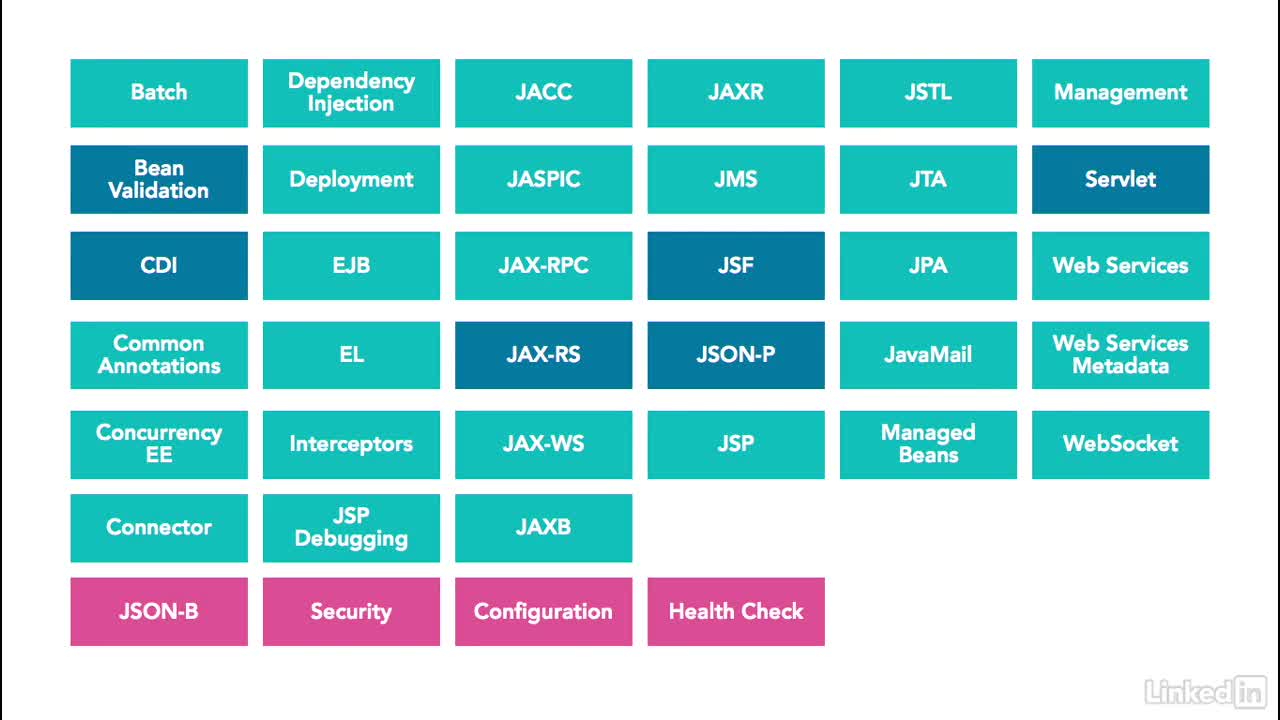 Batch
Dependency
Injection
JACC
JAXR
JSTL
Management
Bean
Validation
Deployment
JASPIC
JMS
JTA
Servlet
CDI
EJB
JAX-RPC
JSF
JPA
Web Services
Common
Annotations
EL
JAX-RS
JSON-P
JavaMail
Web Services
Metadata
Concurrency
EE
Interceptors
JAX-WS
JSP
Managed
Beans
WebSocket
Connector
JSP
Debugging
JAXB
JSON-B
Security
Configuration
Health Check
Linked in